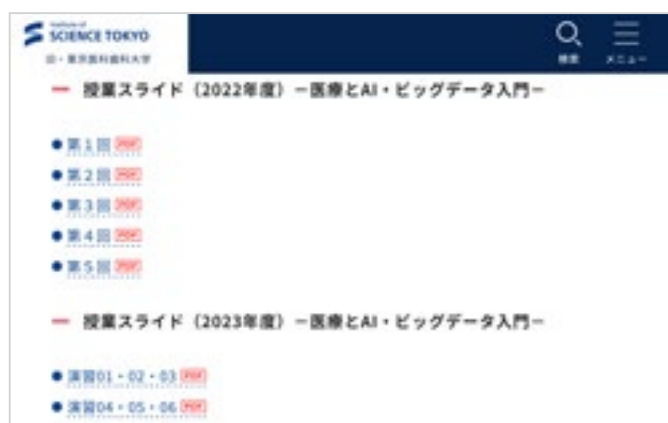 Institute of
SCIENCE TOKYO
旧・東京医科歯科大学
検索
メニュー
授業スライド（2022年度）－医療とAI・ビッグデータ入門－
第1回 PDF
第2回 PDF
第3回 PDF
第4回 PDF
第5回 PDF
授業スライド（2023年度）－医療とAI・ビッグデータ入門－
演習01・02・03 PDF
演習04・05・06 PDF